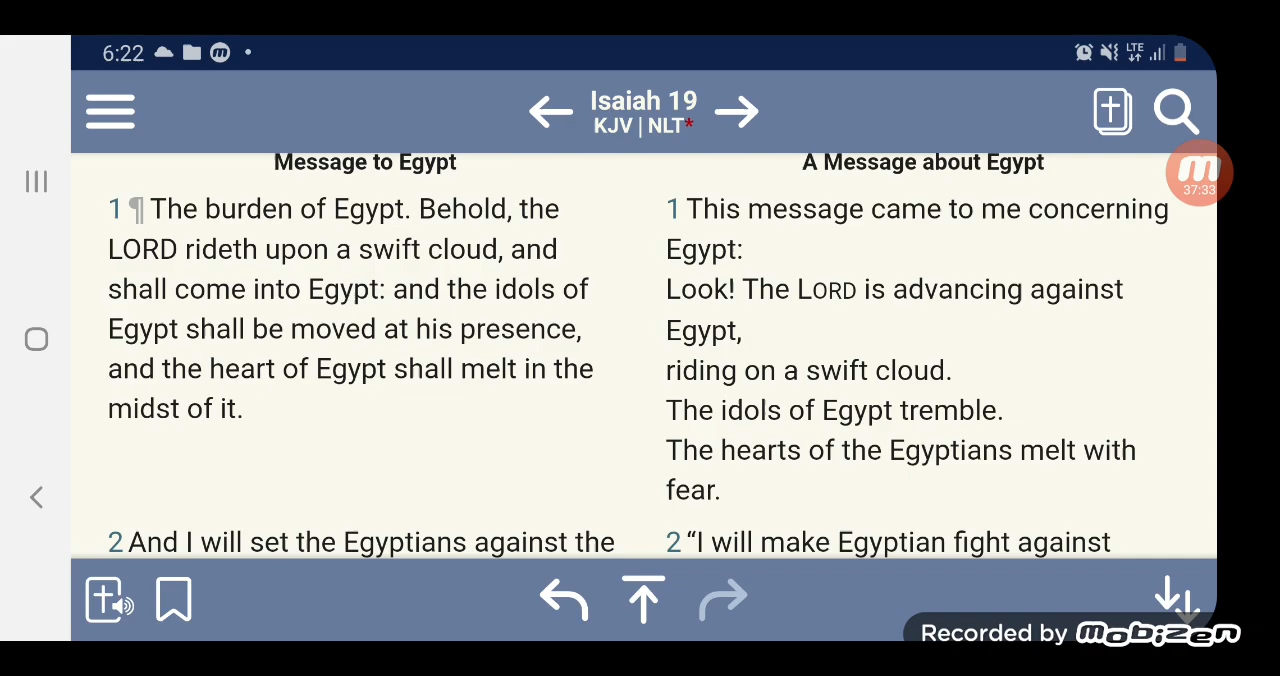 6:22
LTE
Isaiah 19
KJV | NLT*
37:33
Message to Egypt
1 ¶ The burden of Egypt. Behold, the
LORD rideth upon a swift cloud, and
shall come into Egypt: and the idols of
Egypt shall be moved at his presence,
and the heart of Egypt shall melt in the
midst of it.
2 And I will set the Egyptians against the
A Message about Egypt
1 This message came to me concerning
Egypt:
Look! The LORD is advancing against
Egypt,
riding on a swift cloud.
The idols of Egypt tremble.
The hearts of the Egyptians melt with
fear.
2 “I will make Egyptian fight against
Recorded by Mobizen